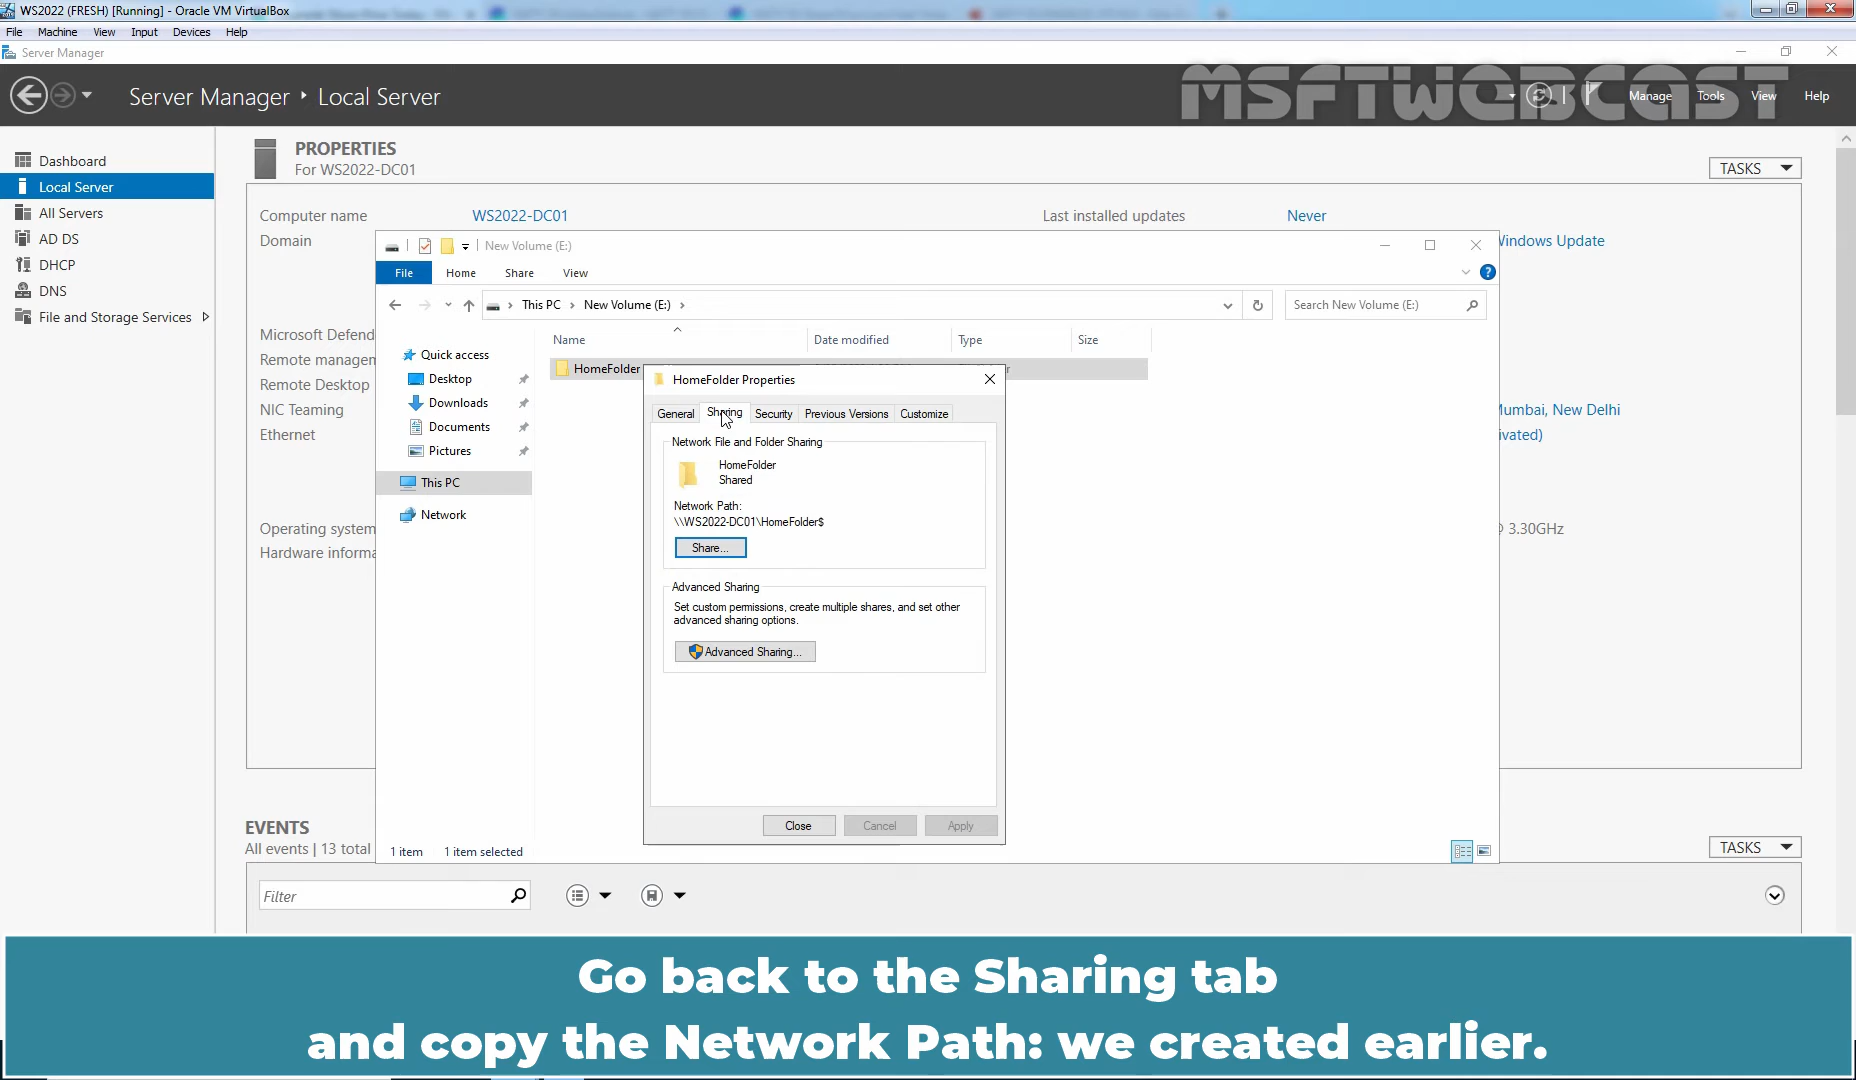 WS2022 (FRESH) [Running] - Oracle VM VirtualBox
File Machine View Input Devices Help
Server Manager
Server Manager ‣ Local Server
MSFTWEBCAST
Manage Tools View Help
Dashboard
Local Server
All Servers
AD DS
DHCP
DNS
File and Storage Services
PROPERTIES
For WS2022-DC01
TASKS
Computer name WS2022-DC01 Last installed updates Never
Domain
Windows Update
Microsoft Defend
Remote managem
Remote Desktop
NIC Teaming
Ethernet
Mumbai, New Delhi
ivated)
Operating system
Hardware informa
3.30GHz
New Volume (E:)
File Home Share View
This PC › New Volume (E:) ›
Search New Volume (E:)
Name Date modified Type Size
HomeFolder
Quick access
Desktop
Downloads
Documents
Pictures
This PC
Network
1 item 1 item selected
HomeFolder Properties
General Sharing Security Previous Versions Customize
Network File and Folder Sharing
HomeFolder
Shared
Network Path:
\\WS2022-DC01\HomeFolder$
Share...
Advanced Sharing
Set custom permissions, create multiple shares, and set other
advanced sharing options.
Advanced Sharing...
Close Cancel Apply
EVENTS
All events | 13 total
TASKS
Filter
Go back to the Sharing tab
and copy the Network Path: we created earlier.